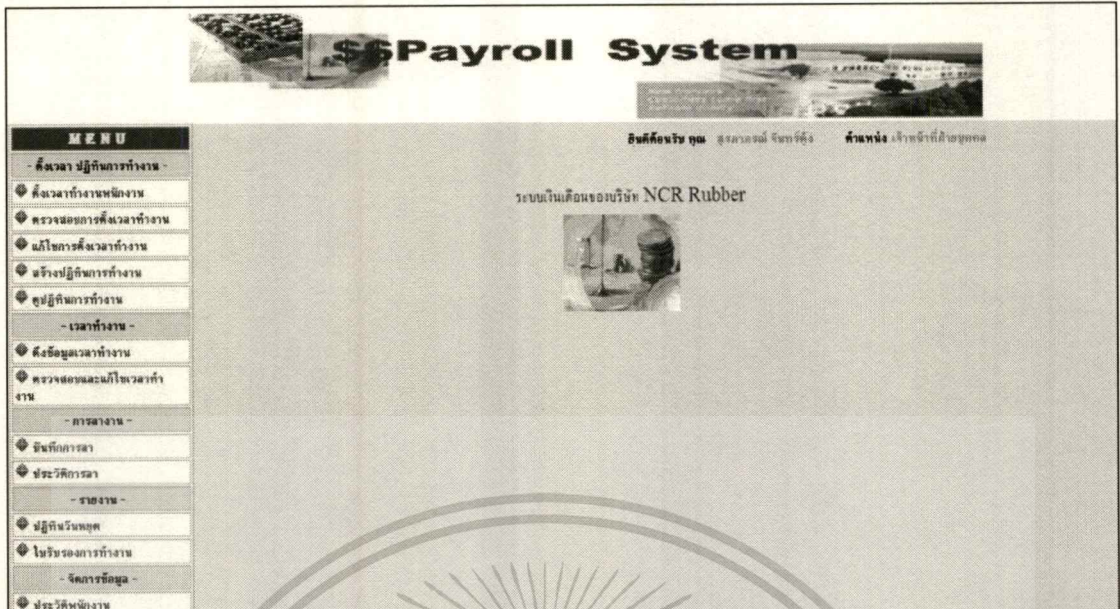 $$Payroll System
MENU
ยินดีต้อนรับ คุณ ตำแหน่ง เจ้าหน้าที่ฝ่ายบุคคล
- ตั้งเวลา ปฏิทินการทำงาน -
ตั้งเวลาทำงานพนักงาน
ตรวจสอบการตั้งเวลาทำงาน
แก้ไขการตั้งเวลาทำงาน
สร้างปฏิทินการทำงาน
ดูปฏิทินการทำงาน
- เวลาทำงาน -
ดึงข้อมูลเวลาทำงาน
ตรวจสอบและแก้ไขเวลาทำ
งาน
- การลางาน -
บันทึกการลา
ประวัติการลา
- รายงาน -
ปฏิทินวันหยุด
ใบรับรองการทำงาน
- จัดการข้อมูล -
ประวัติพนักงาน
ระบบเงินเดือนของบริษัท NCR Rubber